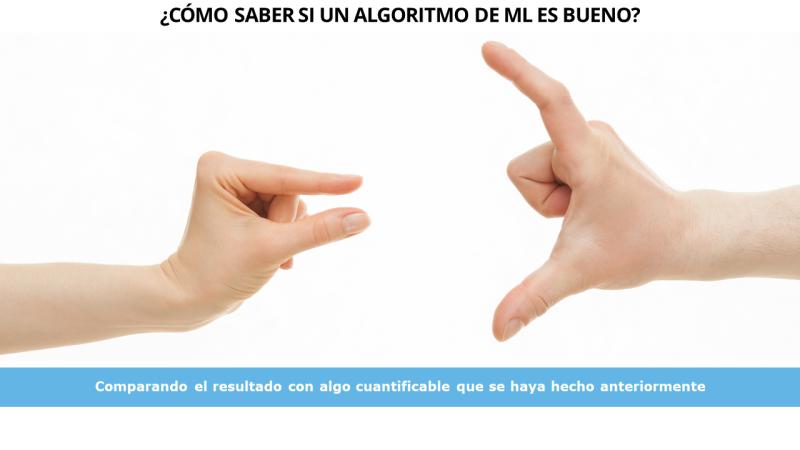 ¿CÓMO SABER SI UN ALGORITMO DE ML ES BUENO?
Comparando el resultado con algo cuantificable que se haya hecho anteriormente